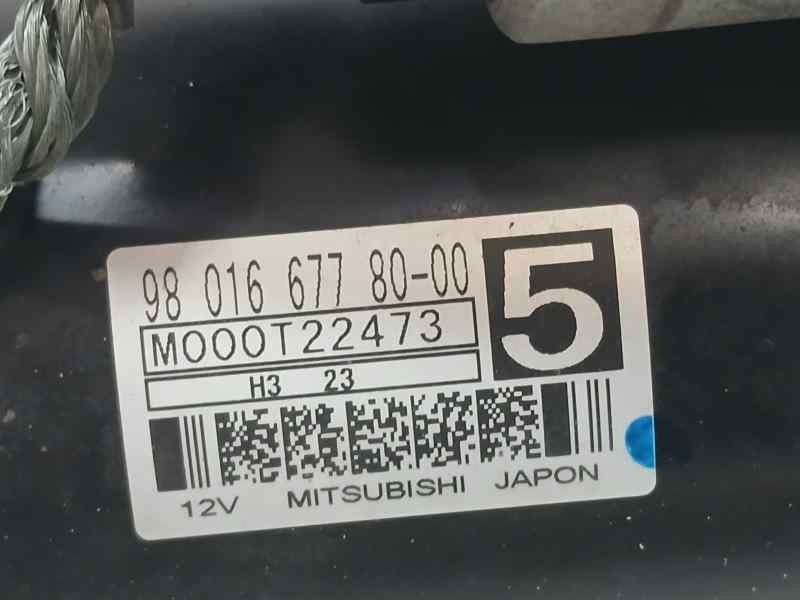 98 016 677 80-00
5
M000T22473
H3 23
12V MITSUBISHI JAPON